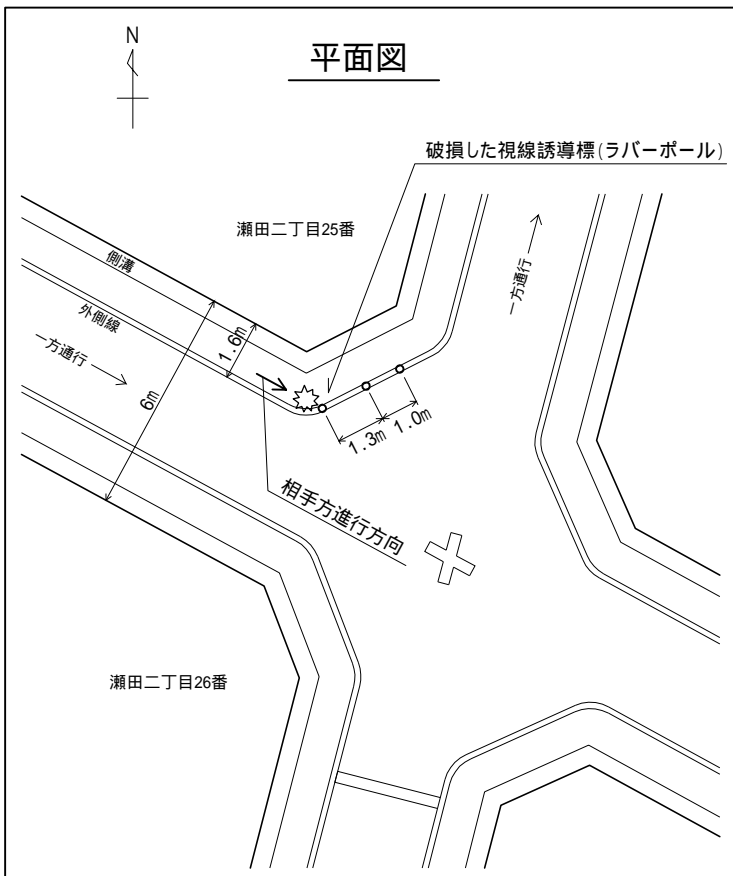 N
平面図
破損した視線誘導標(ラバーポール)
瀬田二丁目25番
側溝
外側線
一方通行
1.6m
6m
一方通行
1.3m
1.0m
相手方進行方向
瀬田二丁目26番